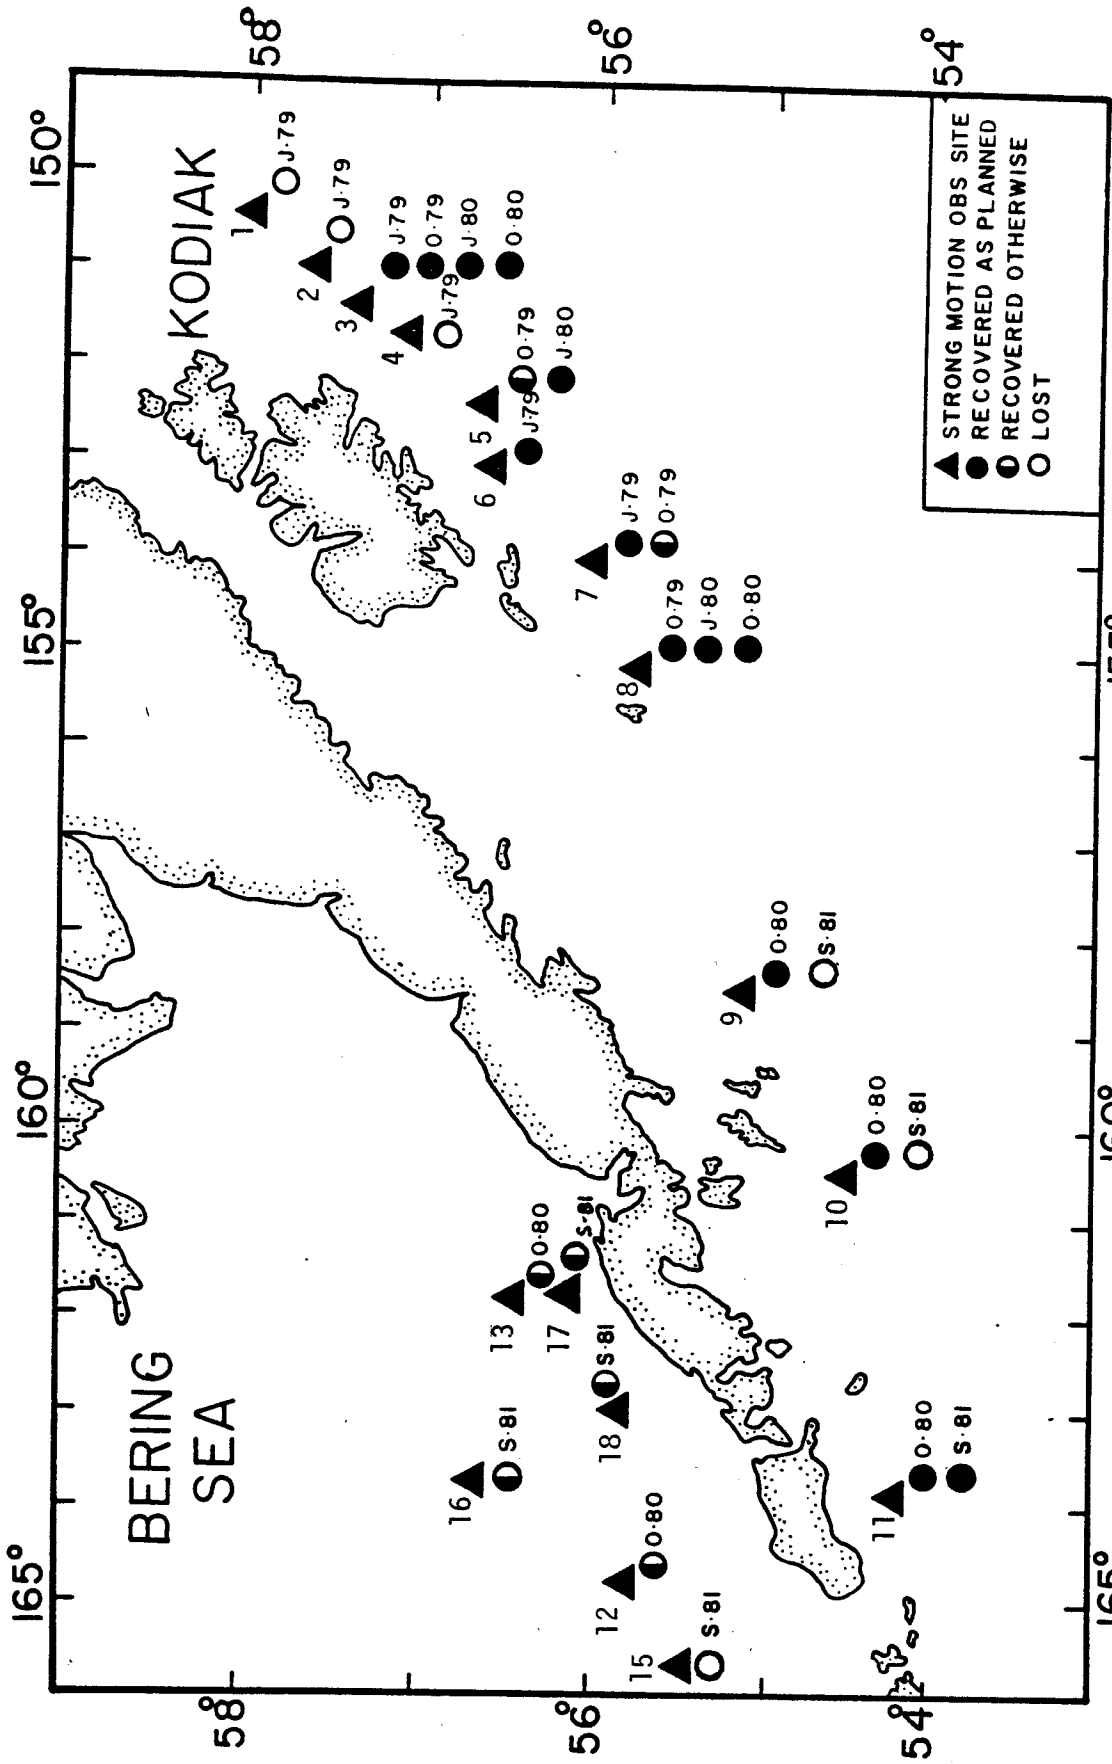 165°
160°
155°
150°
58°
56°
54°
58°
56°
54°
165°
160°
BERING
SEA
KODIAK
1
J·79
2
J·79
3
J·79
O·79
J·80
O·80
4
J·79
5
O·79
J·80
6
J·79
7
J·79
O·79
8
O·79
J·80
O·80
9
O·80
S·81
10
O·80
S·81
11
O·80
S·81
12
O·80
13
O·80
15
S·81
16
S·81
17
S·81
18
S·81
STRONG MOTION OBS SITE
RECOVERED AS PLANNED
RECOVERED OTHERWISE
LOST